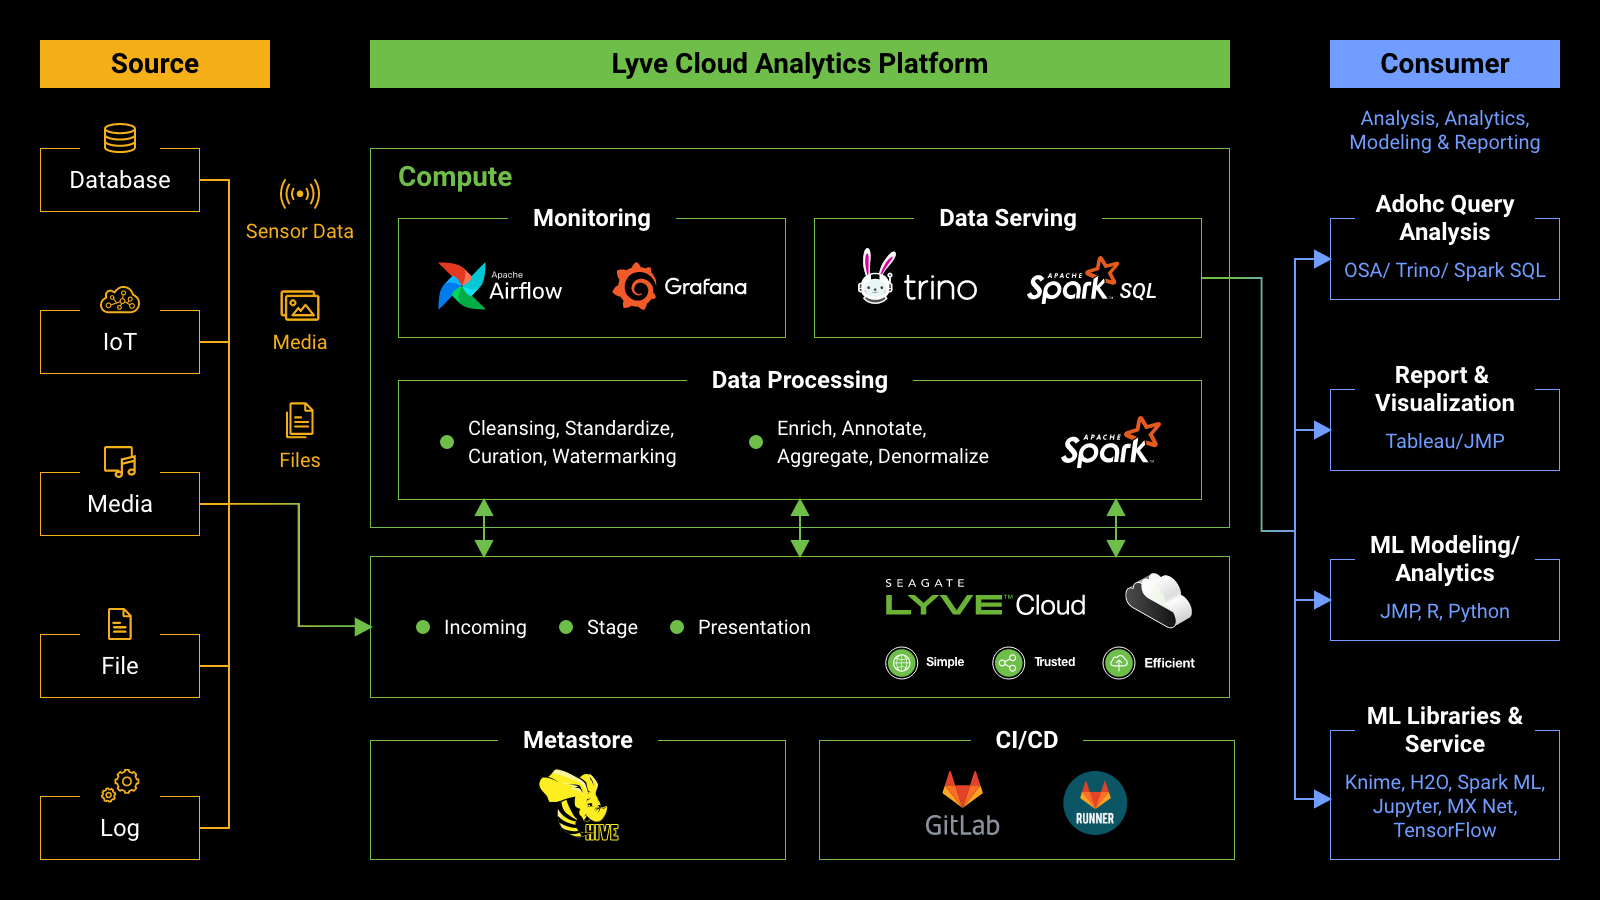 Source
Lyve Cloud Analytics Platform
Consumer
Database
IoT
Media
File
Log
Sensor Data
Media
Files
Compute
Monitoring
Apache
Airflow
Grafana
Data Serving
trino
APACHE
Spark™ SQL
Data Processing
Cleansing, Standardize,
Curation, Watermarking
Enrich, Annotate,
Aggregate, Denormalize
APACHE
Spark™
Incoming
Stage
Presentation
SEAGATE
LYVE™ Cloud
Simple
Trusted
Efficient
Metastore
HIVE
CI/CD
GitLab
RUNNER
Analysis, Analytics,
Modeling & Reporting
Adohc Query
Analysis
OSA/ Trino/ Spark SQL
Report &
Visualization
Tableau/JMP
ML Modeling/
Analytics
JMP, R, Python
ML Libraries &
Service
Knime, H2O, Spark ML,
Jupyter, MX Net,
TensorFlow